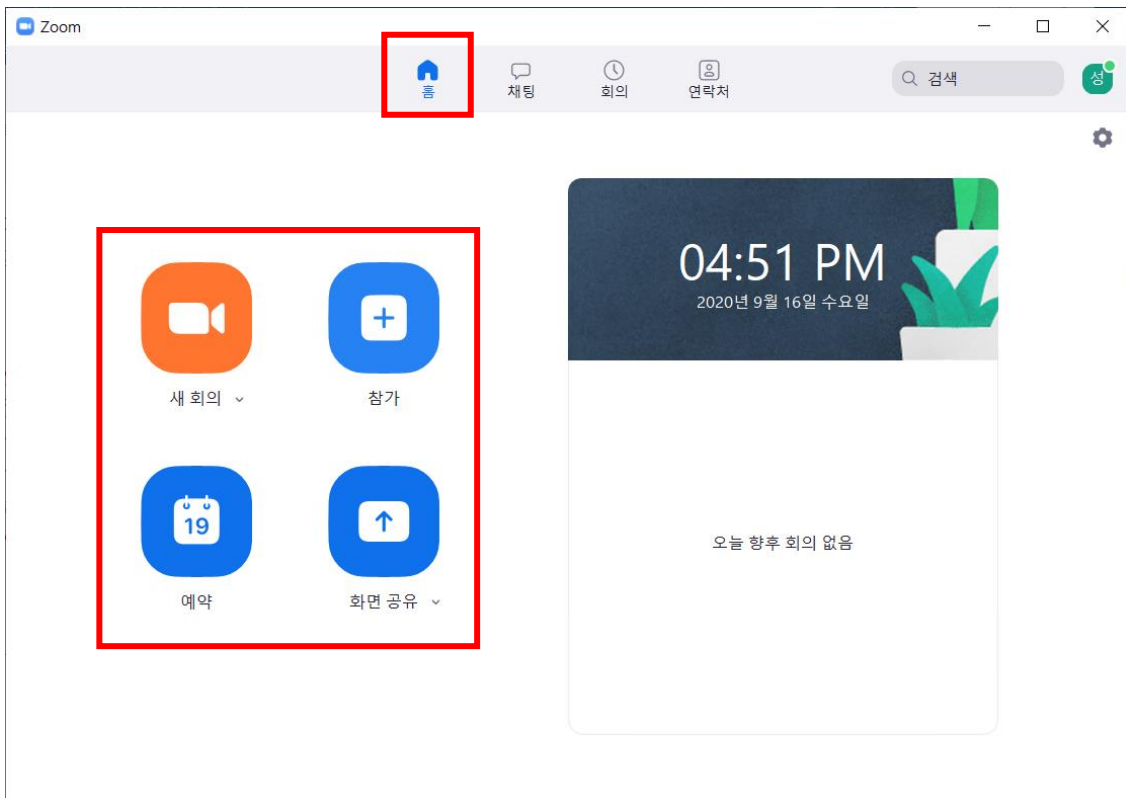 Zoom
홈
채팅
회의
연락처
검색
성
04:51 PM
2020년 9월 16일 수요일
새 회의
참가
19
예약
화면 공유
오늘 향후 회의 없음